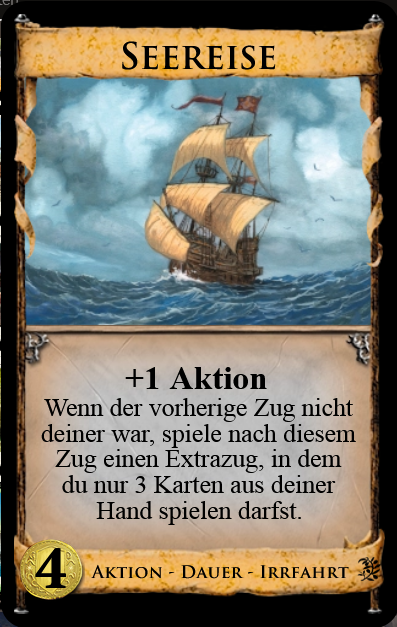 SEEREISE
+1 Aktion
Wenn der vorherige Zug nicht
deiner war, spiele nach diesem
Zug einen Extrazug, in dem
du nur 3 Karten aus deiner
Hand spielen darfst.
4
AKTION - DAUER - IRRFAHRT